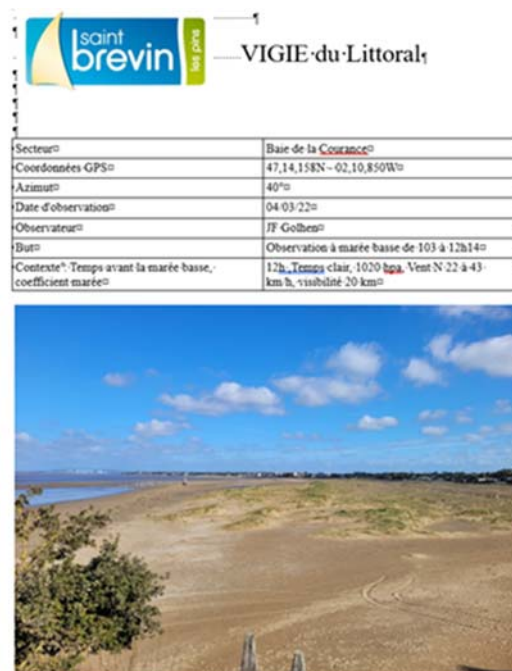 saint
brevin
les pins
VIGIE du Littoral
Secteur
Baie de la Courance
Coordonnées GPS
47,14,158N – 02,10,850W
Azimut
40°
Date d'observation
04/03/22
Observateur
JF Golhen
But
Observation à marée basse de 103 à 12h14
Contexte : Temps avant la marée basse,
coefficient marée
12h , Temps clair, 1020 hpa, Vent N 22 à 43
km/h, visibilité 20 km